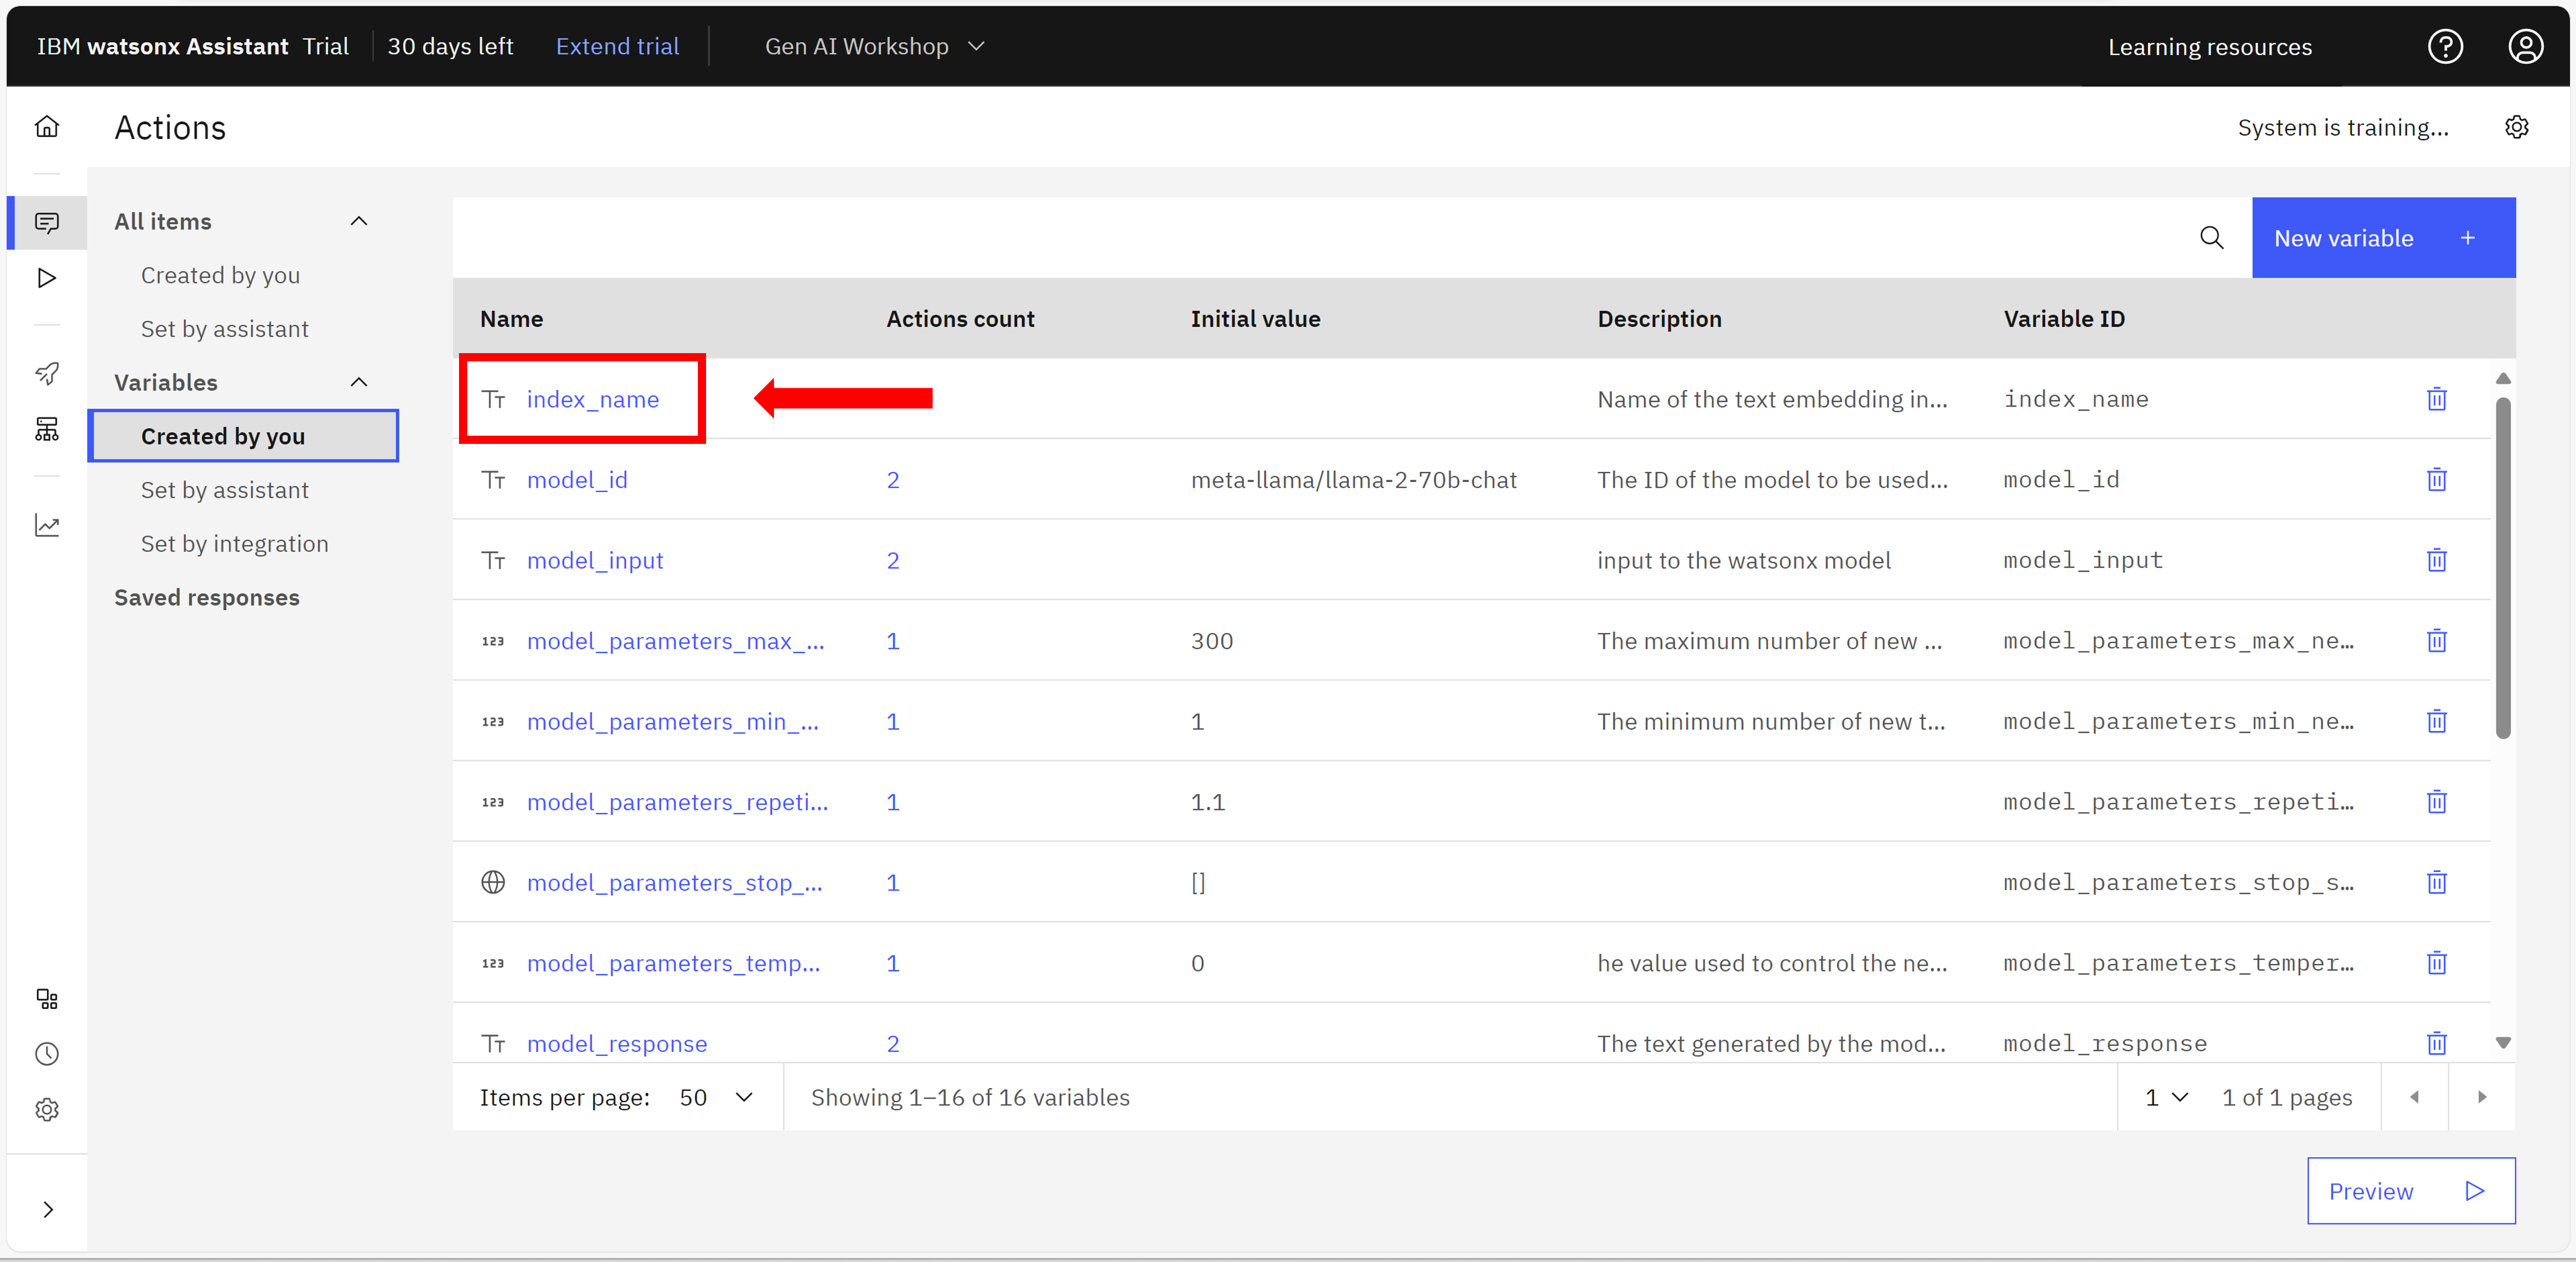 IBM watsonx Assistant Trial 30 days left Extend trial Gen AI Workshop Learning resources
Actions System is training...
All items
Created by you
Set by assistant
Variables
Created by you
Set by assistant
Set by integration
Saved responses
New variable +
Name Actions count Initial value Description Variable ID
index_name Name of the text embedding in... index_name
model_id 2 meta-llama/llama-2-70b-chat The ID of the model to be used... model_id
model_input 2 input to the watsonx model model_input
model_parameters_max_... 1 300 The maximum number of new ... model_parameters_max_ne...
model_parameters_min_... 1 1 The minimum number of new t... model_parameters_min_ne...
model_parameters_repeti... 1 1.1 model_parameters_repeti...
model_parameters_stop_... 1 [] model_parameters_stop_s...
model_parameters_temp... 1 0 he value used to control the ne... model_parameters_temper...
model_response 2 The text generated by the mod... model_response
Items per page: 50 Showing 1–16 of 16 variables 1 1 of 1 pages
Preview